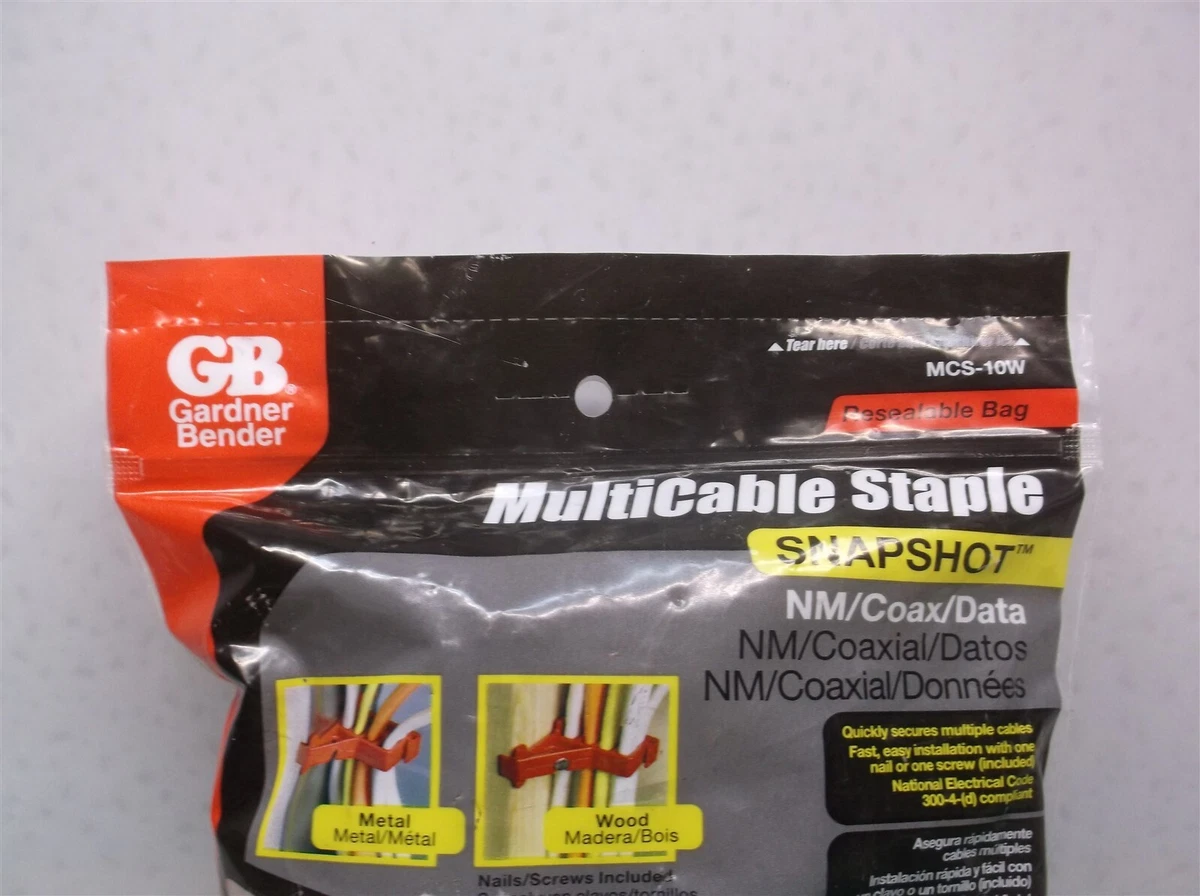 GB®
Gardner
Bender
Tear here /
MCS-10W
Resealable Bag
MultiCable Staple
SNAPSHOT™
NM/Coax/Data
NM/Coaxial/Datos
NM/Coaxial/Données
Quickly secures multiple cables
Fast, easy installation with one
nail or one screw (included)
National Electrical Code
300-4-(d) compliant
Metal
Metal/Métal
Wood
Madera/Bois
Asegura rápidamente
cables múltiples
Instalación rápida y fácil con
un clavo o un tornillo (incluido)
Nails/Screws Included
clavos/tornillos